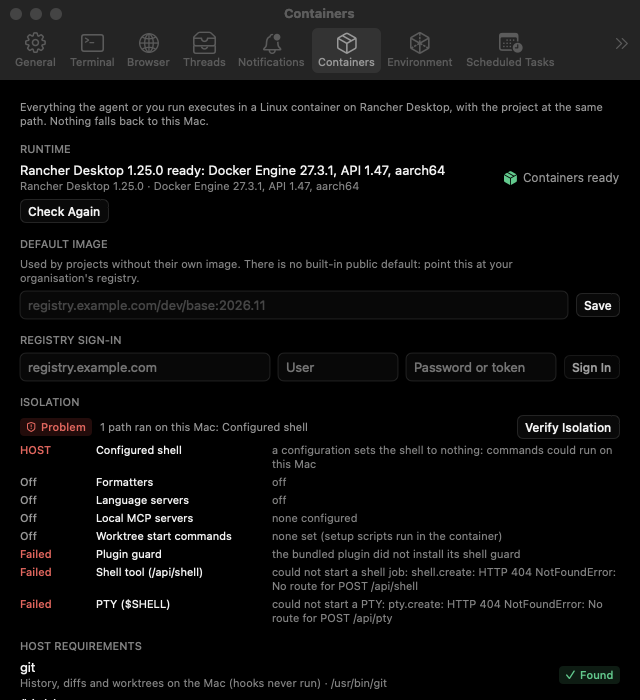 Containers
General
Terminal
Browser
Threads
Notifications
Containers
Environment
Scheduled Tasks
Everything the agent or you run executes in a Linux container on Rancher Desktop, with the project at the same
path. Nothing falls back to this Mac.
RUNTIME
Rancher Desktop 1.25.0 ready: Docker Engine 27.3.1, API 1.47, aarch64
Rancher Desktop 1.25.0 · Docker Engine 27.3.1, API 1.47, aarch64
Containers ready
Check Again
DEFAULT IMAGE
Used by projects without their own image. There is no built-in public default: point this at your
organisation's registry.
registry.example.com/dev/base:2026.11
Save
REGISTRY SIGN-IN
registry.example.com
User
Password or token
Sign In
ISOLATION
Problem
1 path ran on this Mac: Configured shell
Verify Isolation
HOST
Configured shell
a configuration sets the shell to nothing: commands could run on
this Mac
Off
Formatters
off
Off
Language servers
off
Off
Local MCP servers
none configured
Off
Worktree start commands
none set (setup scripts run in the container)
Failed
Plugin guard
the bundled plugin did not install its shell guard
Failed
Shell tool (/api/shell)
could not start a shell job: shell.create: HTTP 404 NotFoundError:
No route for POST /api/shell
Failed
PTY ($SHELL)
could not start a PTY: pty.create: HTTP 404 NotFoundError: No
route for POST /api/pty
HOST REQUIREMENTS
git
History, diffs and worktrees on the Mac (hooks never run) · /usr/bin/git
Found